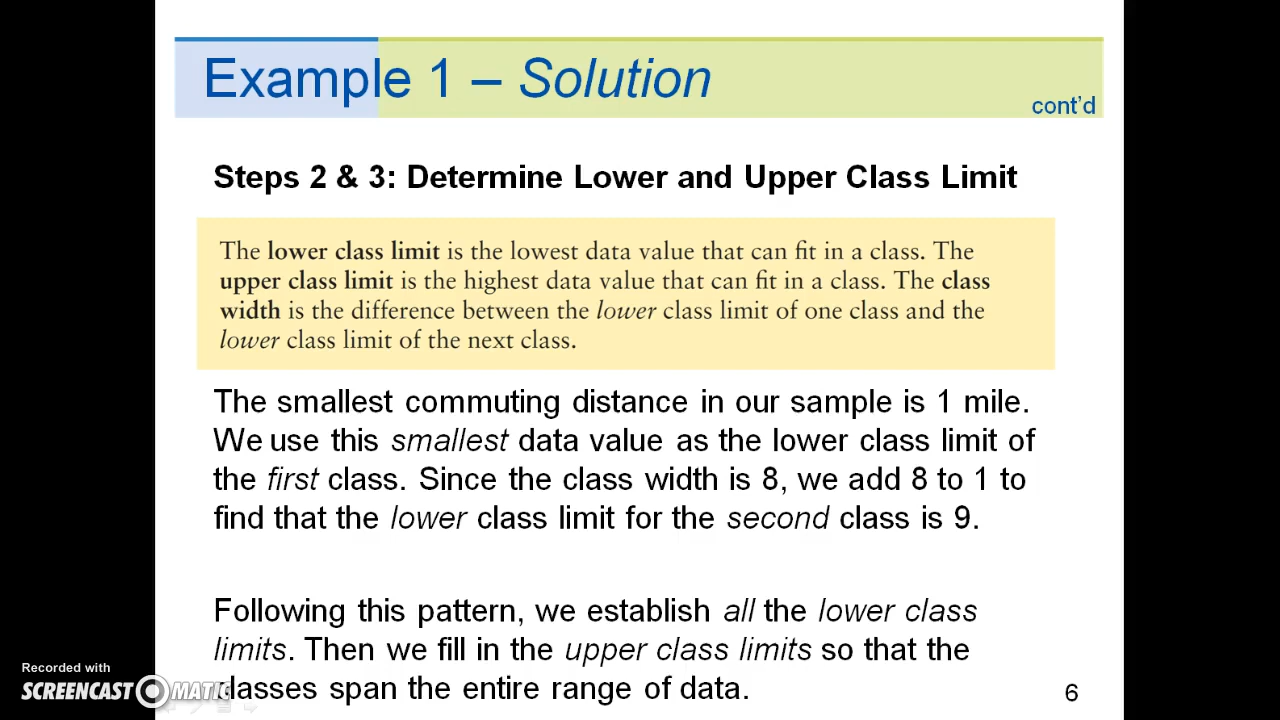 Example 1 – Solution
cont'd
Steps 2 & 3: Determine Lower and Upper Class Limit
The lower class limit is the lowest data value that can fit in a class. The
upper class limit is the highest data value that can fit in a class. The class
width is the difference between the lower class limit of one class and the
lower class limit of the next class.
The smallest commuting distance in our sample is 1 mile.
We use this smallest data value as the lower class limit of
the first class. Since the class width is 8, we add 8 to 1 to
find that the lower class limit for the second class is 9.
Following this pattern, we establish all the lower class
limits. Then we fill in the upper class limits so that the
classes span the entire range of data.
6
Recorded with
SCREENCAST MATIC